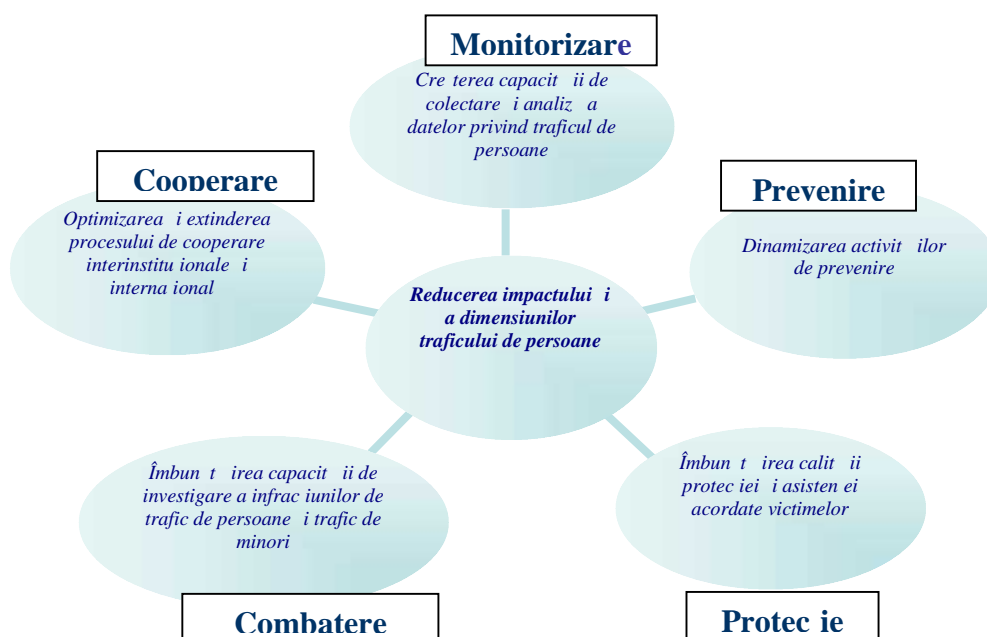 Monitorizare
Cre terea capacit ii de
colectare i analiz a
datelor privind traficul de
persoane
Cooperare
Optimizarea i extinderea
procesului de cooperare
interinstitu ionale i
interna ional
Prevenire
Dinamizarea activit ilor
de prevenire
Reducerea impactului i
a dimensiunilor
traficului de persoane
Îmbun t irea capacit ii de
investigare a infrac iunilor de
trafic de persoane i trafic de
minori
Combatere
Îmbun t irea calit ii
protec iei i asisten ei
acordate victimelor
Protec ie